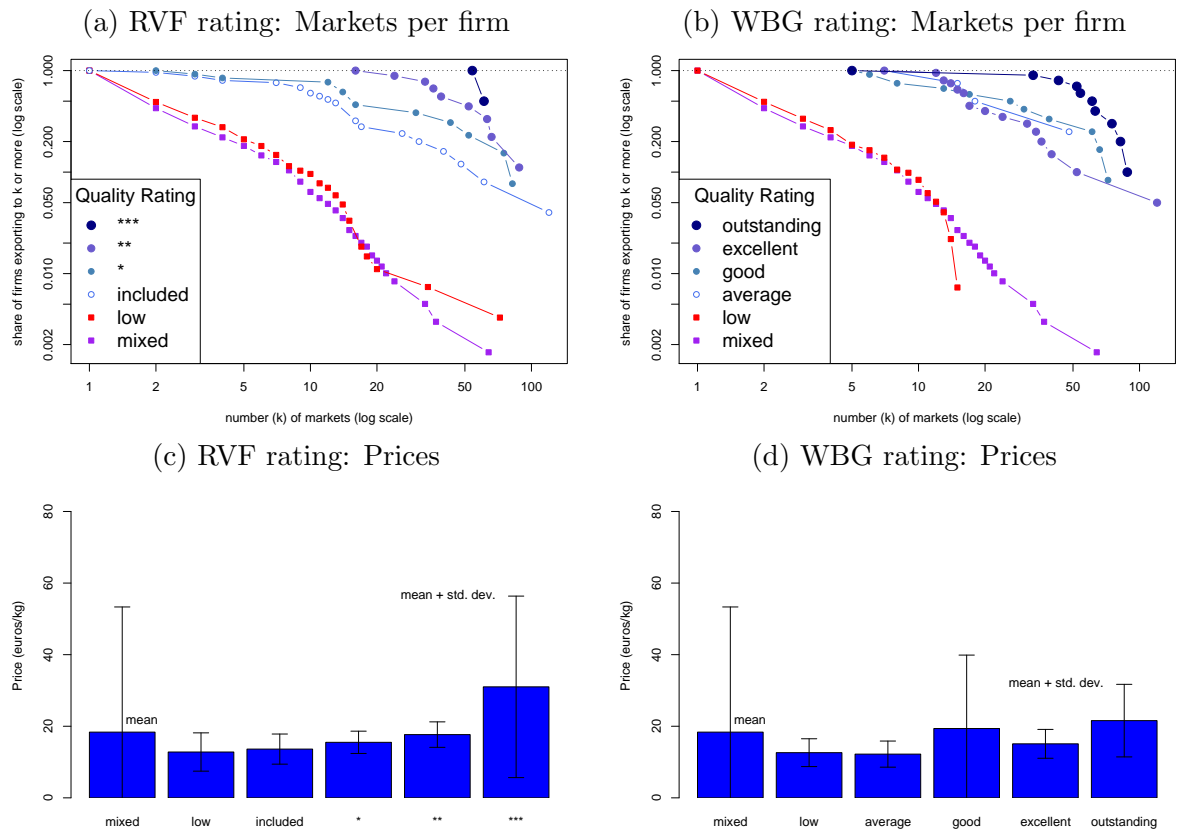 (a) RVF rating: Markets per firm
share of firms exporting to k or more (log scale)
1.000
0.200
0.050
0.010
0.002
Quality Rating
***
**
*
included
low
mixed
1 2 5 10 20 50 100
number (k) of markets (log scale)
(b) WBG rating: Markets per firm
share of firms exporting to k or more (log scale)
1.000
0.200
0.050
0.010
0.002
Quality Rating
outstanding
excellent
good
average
low
mixed
1 2 5 10 20 50 100
number (k) of markets (log scale)
(c) RVF rating: Prices
Price (euros/kg)
80
60
40
20
0
mean + std. dev.
mean
mixed low included * ** ***
(d) WBG rating: Prices
Price (euros/kg)
80
60
40
20
0
mean + std. dev.
mean
mixed low average good excellent outstanding